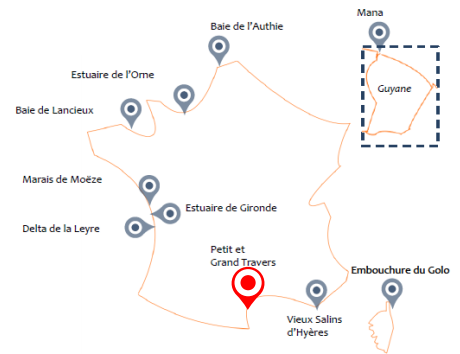 Mana
Baie de l'Authie
Estuaire de l'Orne
Guyane
Baie de Lancieux
Marais de Moëze
Estuaire de Gironde
Delta de la Leyre
Petit et
Grand Travers
Embouchure du Golo
Vieux Salins
d'Hyères